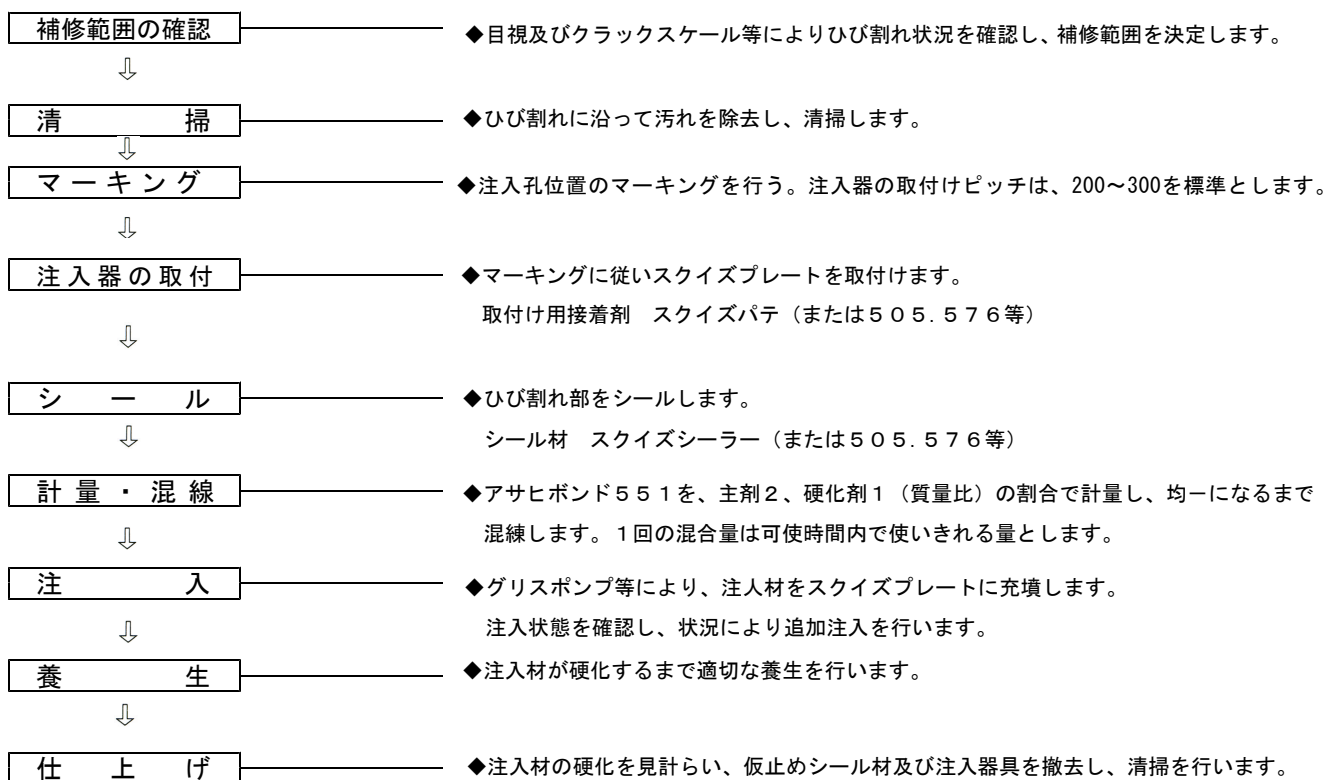 補修範囲の確認
◆目視及びクラックスケール等によりひび割れ状況を確認し、補修範囲を決定します。
⇩
清　　　掃
◆ひび割れに沿って汚れを除去し、清掃します。
⇩
マーキング
◆注入孔位置のマーキングを行う。注入器の取付けピッチは、200～300を標準とします。
⇩
注入器の取付
◆マーキングに従いスクイズプレートを取付けます。
取付け用接着剤　スクイズパテ（または５０５.５７６等）
⇩
シ　ー　ル
◆ひび割れ部をシールします。
シール材　スクイズシーラー（または５０５.５７６等）
⇩
計量・混線
◆アサヒボンド５５１を、主剤２、硬化剤１（質量比）の割合で計量し、均一になるまで
混練します。１回の混合量は可使時間内で使いきれる量とします。
⇩
注　　　入
◆グリスポンプ等により、注人材をスクイズプレートに充填します。
注入状態を確認し、状況により追加注入を行います。
⇩
養　　　生
◆注入材が硬化するまで適切な養生を行います。
⇩
仕　上　げ
◆注入材の硬化を見計らい、仮止めシール材及び注入器具を撤去し、清掃を行います。